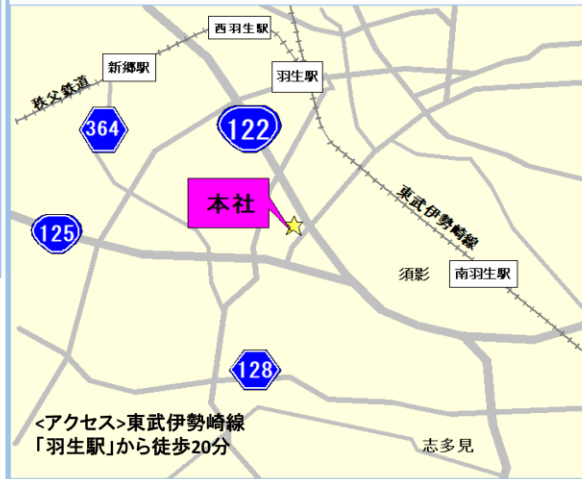 西羽生駅
新郷駅
羽生駅
秩父鉄道
364
122
本社
東武伊勢崎線
125
須影
南羽生駅
128
<アクセス>東武伊勢崎線
「羽生駅」から徒歩20分
志多見